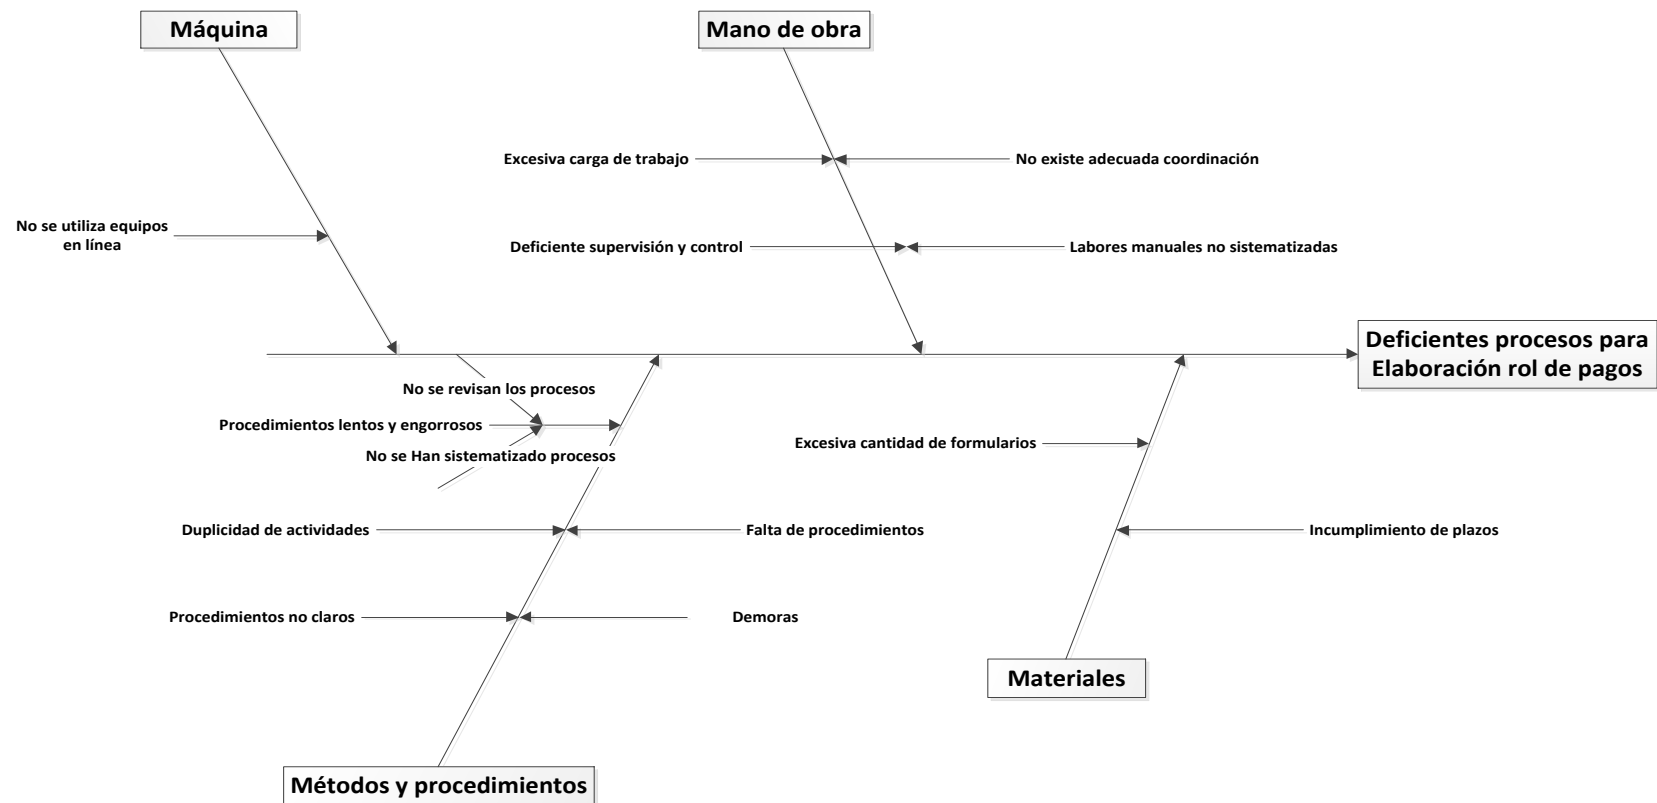 Máquina
Mano de obra
Excesiva carga de trabajo
No existe adecuada coordinación
No se utiliza equipos
en línea
Deficiente supervisión y control
Labores manuales no sistematizadas
Deficientes procesos para
Elaboración rol de pagos
No se revisan los procesos
Procedimientos lentos y engorrosos
No se Han sistematizado procesos
Excesiva cantidad de formularios
Duplicidad de actividades
Falta de procedimientos
Incumplimiento de plazos
Procedimientos no claros
Demoras
Materiales
Métodos y procedimientos